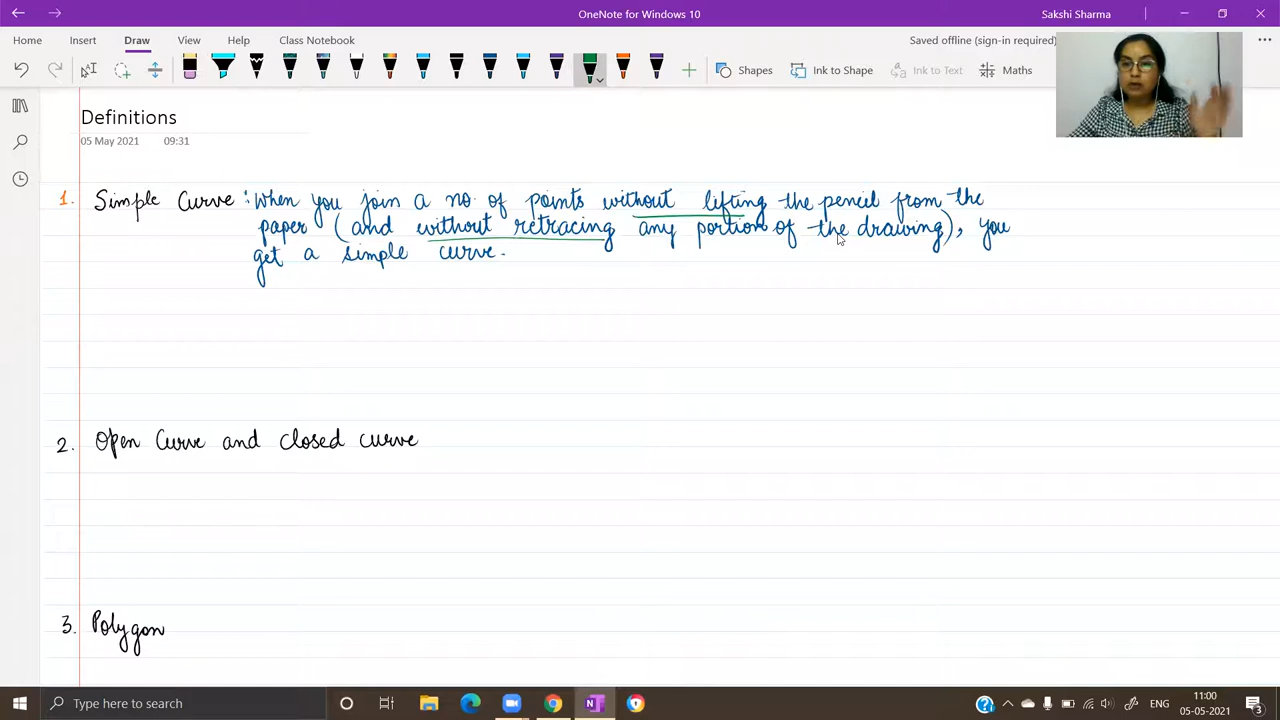 OneNote for Windows 10
Sakshi Sharma
Home Insert Draw View Help Class Notebook
Saved offline (sign-in required)
Shapes Ink to Shape Ink to Text Maths
Definitions
05 May 2021 09:31
1. Simple Curve : When you join a no. of points without lifting the pencil from the
paper (and without retracing any portion of the drawing), you
get a simple curve.
2. Open Curve and closed curve
3. Polygon
Type here to search
ENG
11:00
05-05-2021
3